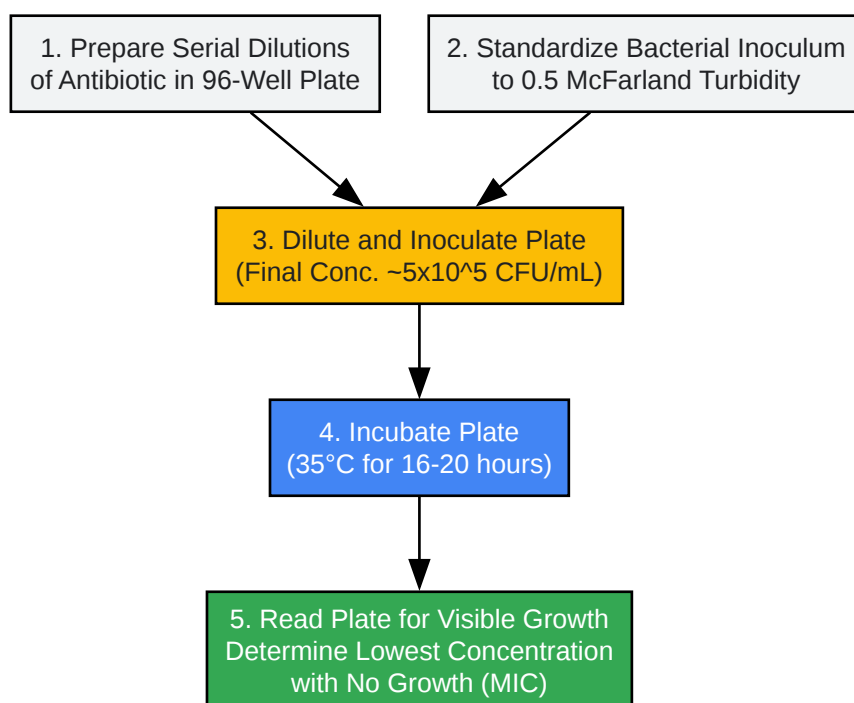 1. Prepare Serial Dilutions
of Antibiotic in 96-Well Plate
2. Standardize Bacterial Inoculum
to 0.5 McFarland Turbidity
3. Dilute and Inoculate Plate
(Final Conc. ~5x10^5 CFU/mL)
4. Incubate Plate
(35°C for 16-20 hours)
5. Read Plate for Visible Growth
Determine Lowest Concentration
with No Growth (MIC)